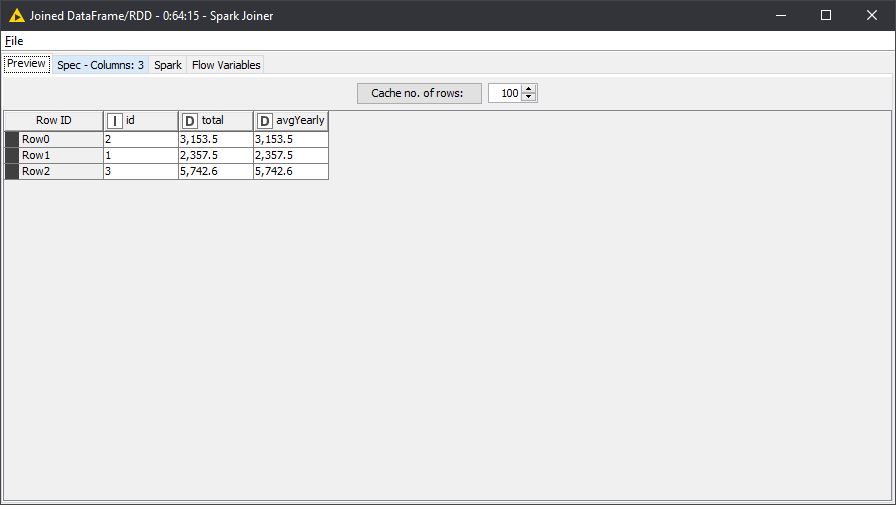 Joined DataFrame/RDD - 0:64:15 - Spark Joiner
File
Preview Spec - Columns: 3 Spark Flow Variables
Cache no. of rows: 100
Row ID I id D total D avgYearly
Row0 2 3,153.5 3,153.5
Row1 1 2,357.5 2,357.5
Row2 3 5,742.6 5,742.6